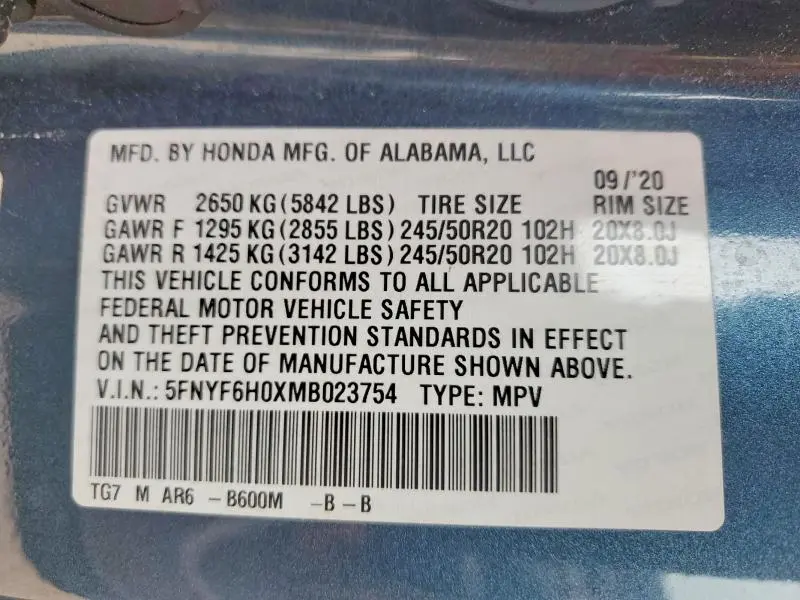 MFD. BY HONDA MFG. OF ALABAMA, LLC
09/'20
GVWR 2650 KG (5842 LBS) TIRE SIZE RIM SIZE
GAWR F 1295 KG (2855 LBS) 245/50R20 102H 20X8.0J
GAWR R 1425 KG (3142 LBS) 245/50R20 102H 20X8.0J
THIS VEHICLE CONFORMS TO ALL APPLICABLE
FEDERAL MOTOR VEHICLE SAFETY
AND THEFT PREVENTION STANDARDS IN EFFECT
ON THE DATE OF MANUFACTURE SHOWN ABOVE.
V.I.N.: 5FNYF6H0XMB023754 TYPE: MPV
TG7 M AR6 -B600M -B-B